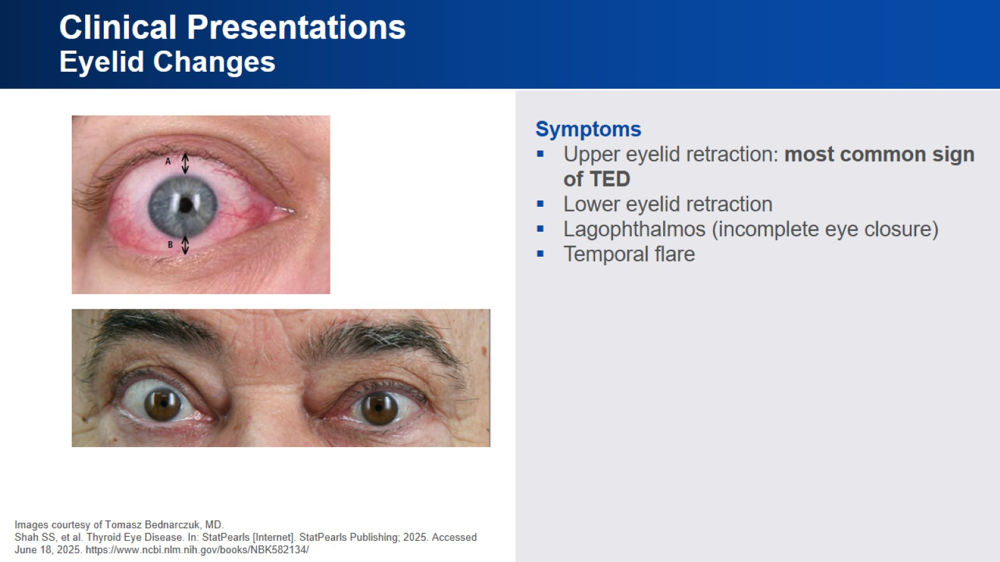 Clinical Presentations
Eyelid Changes
A
B
Symptoms
▪ Upper eyelid retraction: most common sign
of TED
▪ Lower eyelid retraction
▪ Lagophthalmos (incomplete eye closure)
▪ Temporal flare
Images courtesy of Tomasz Bednarczuk, MD.
Shah SS, et al. Thyroid Eye Disease. In: StatPearls [Internet]. StatPearls Publishing; 2025. Accessed
June 18, 2025. https://www.ncbi.nlm.nih.gov/books/NBK582134/